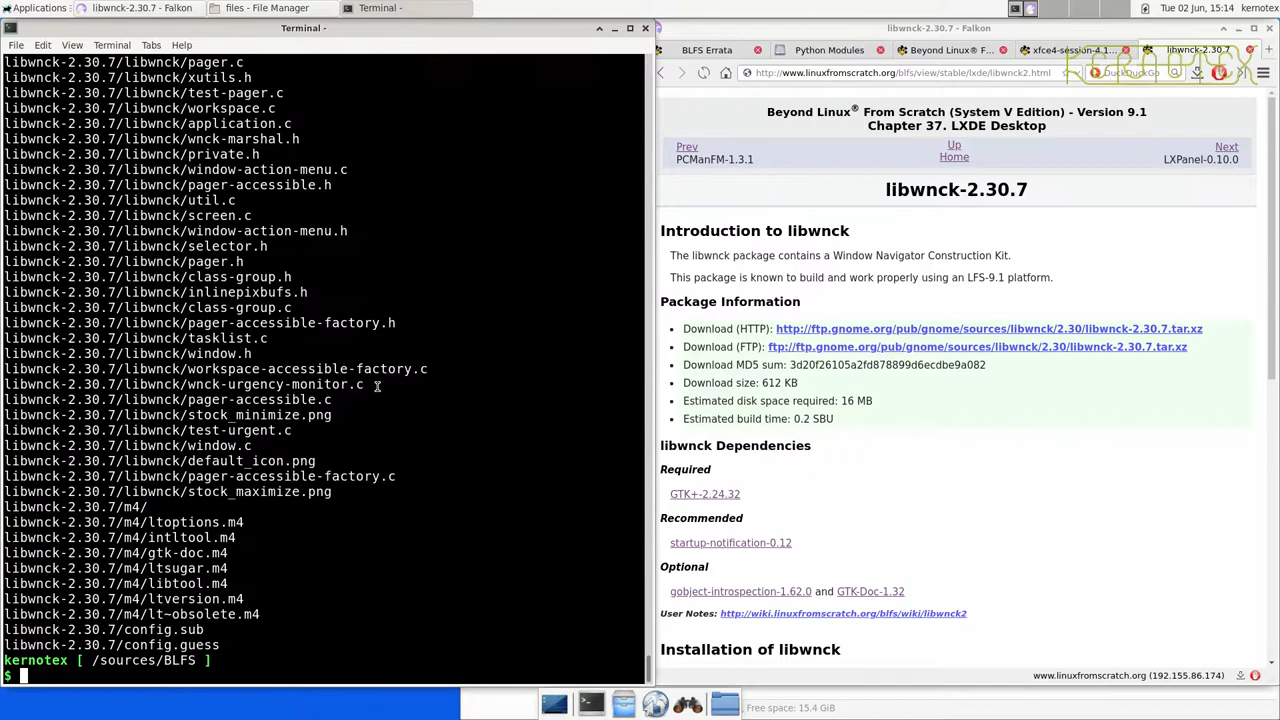 Applications
libwnck-2.30.7 - Falkon
files - File Manager
Terminal -
Tue 02 Jun, 15:14
kernotex
Terminal -
File Edit View Terminal Tabs Help
libwnck-2.30.7/libwnck/pager.c
libwnck-2.30.7/libwnck/xutils.h
libwnck-2.30.7/libwnck/test-pager.c
libwnck-2.30.7/libwnck/workspace.c
libwnck-2.30.7/libwnck/application.c
libwnck-2.30.7/libwnck/wnck-marshal.h
libwnck-2.30.7/libwnck/private.h
libwnck-2.30.7/libwnck/window-action-menu.c
libwnck-2.30.7/libwnck/pager-accessible.h
libwnck-2.30.7/libwnck/util.c
libwnck-2.30.7/libwnck/screen.c
libwnck-2.30.7/libwnck/window-action-menu.h
libwnck-2.30.7/libwnck/selector.h
libwnck-2.30.7/libwnck/pager.h
libwnck-2.30.7/libwnck/class-group.h
libwnck-2.30.7/libwnck/inlinepixbufs.h
libwnck-2.30.7/libwnck/class-group.c
libwnck-2.30.7/libwnck/pager-accessible-factory.h
libwnck-2.30.7/libwnck/tasklist.c
libwnck-2.30.7/libwnck/window.h
libwnck-2.30.7/libwnck/workspace-accessible-factory.c
libwnck-2.30.7/libwnck/wnck-urgency-monitor.c
libwnck-2.30.7/libwnck/pager-accessible.c
libwnck-2.30.7/libwnck/stock_minimize.png
libwnck-2.30.7/libwnck/test-urgent.c
libwnck-2.30.7/libwnck/window.c
libwnck-2.30.7/libwnck/default_icon.png
libwnck-2.30.7/libwnck/pager-accessible-factory.c
libwnck-2.30.7/libwnck/stock_maximize.png
libwnck-2.30.7/m4/
libwnck-2.30.7/m4/ltoptions.m4
libwnck-2.30.7/m4/intltool.m4
libwnck-2.30.7/m4/gtk-doc.m4
libwnck-2.30.7/m4/ltsugar.m4
libwnck-2.30.7/m4/libtool.m4
libwnck-2.30.7/m4/ltversion.m4
libwnck-2.30.7/m4/lt~obsolete.m4
libwnck-2.30.7/config.sub
libwnck-2.30.7/config.guess
kernotex [ /sources/BLFS ]
$
libwnck-2.30.7 - Falkon
BLFS Errata
Python Modules
Beyond Linux® F...
xfce4-session-4.1...
libwnck-2.30.7
http://www.linuxfromscratch.org/blfs/view/stable/lxde/libwnck2.html
DuckDuckGo
Beyond Linux® From Scratch (System V Edition) - Version 9.1
Chapter 37. LXDE Desktop
Prev
PCManFM-1.3.1
Up
Home
Next
LXPanel-0.10.0
libwnck-2.30.7
Introduction to libwnck
The libwnck package contains a Window Navigator Construction Kit.
This package is known to build and work properly using an LFS-9.1 platform.
Package Information
• Download (HTTP): http://ftp.gnome.org/pub/gnome/sources/libwnck/2.30/libwnck-2.30.7.tar.xz
• Download (FTP): ftp://ftp.gnome.org/pub/gnome/sources/libwnck/2.30/libwnck-2.30.7.tar.xz
• Download MD5 sum: 3d20f26105a2fd878899d6ecdbe9a082
• Download size: 612 KB
• Estimated disk space required: 16 MB
• Estimated build time: 0.2 SBU
libwnck Dependencies
Required
GTK+-2.24.32
Recommended
startup-notification-0.12
Optional
gobject-introspection-1.62.0 and GTK-Doc-1.32
User Notes: http://wiki.linuxfromscratch.org/blfs/wiki/libwnck2
Installation of libwnck
www.linuxfromscratch.org (192.155.86.174)
Free space: 15.4 GiB